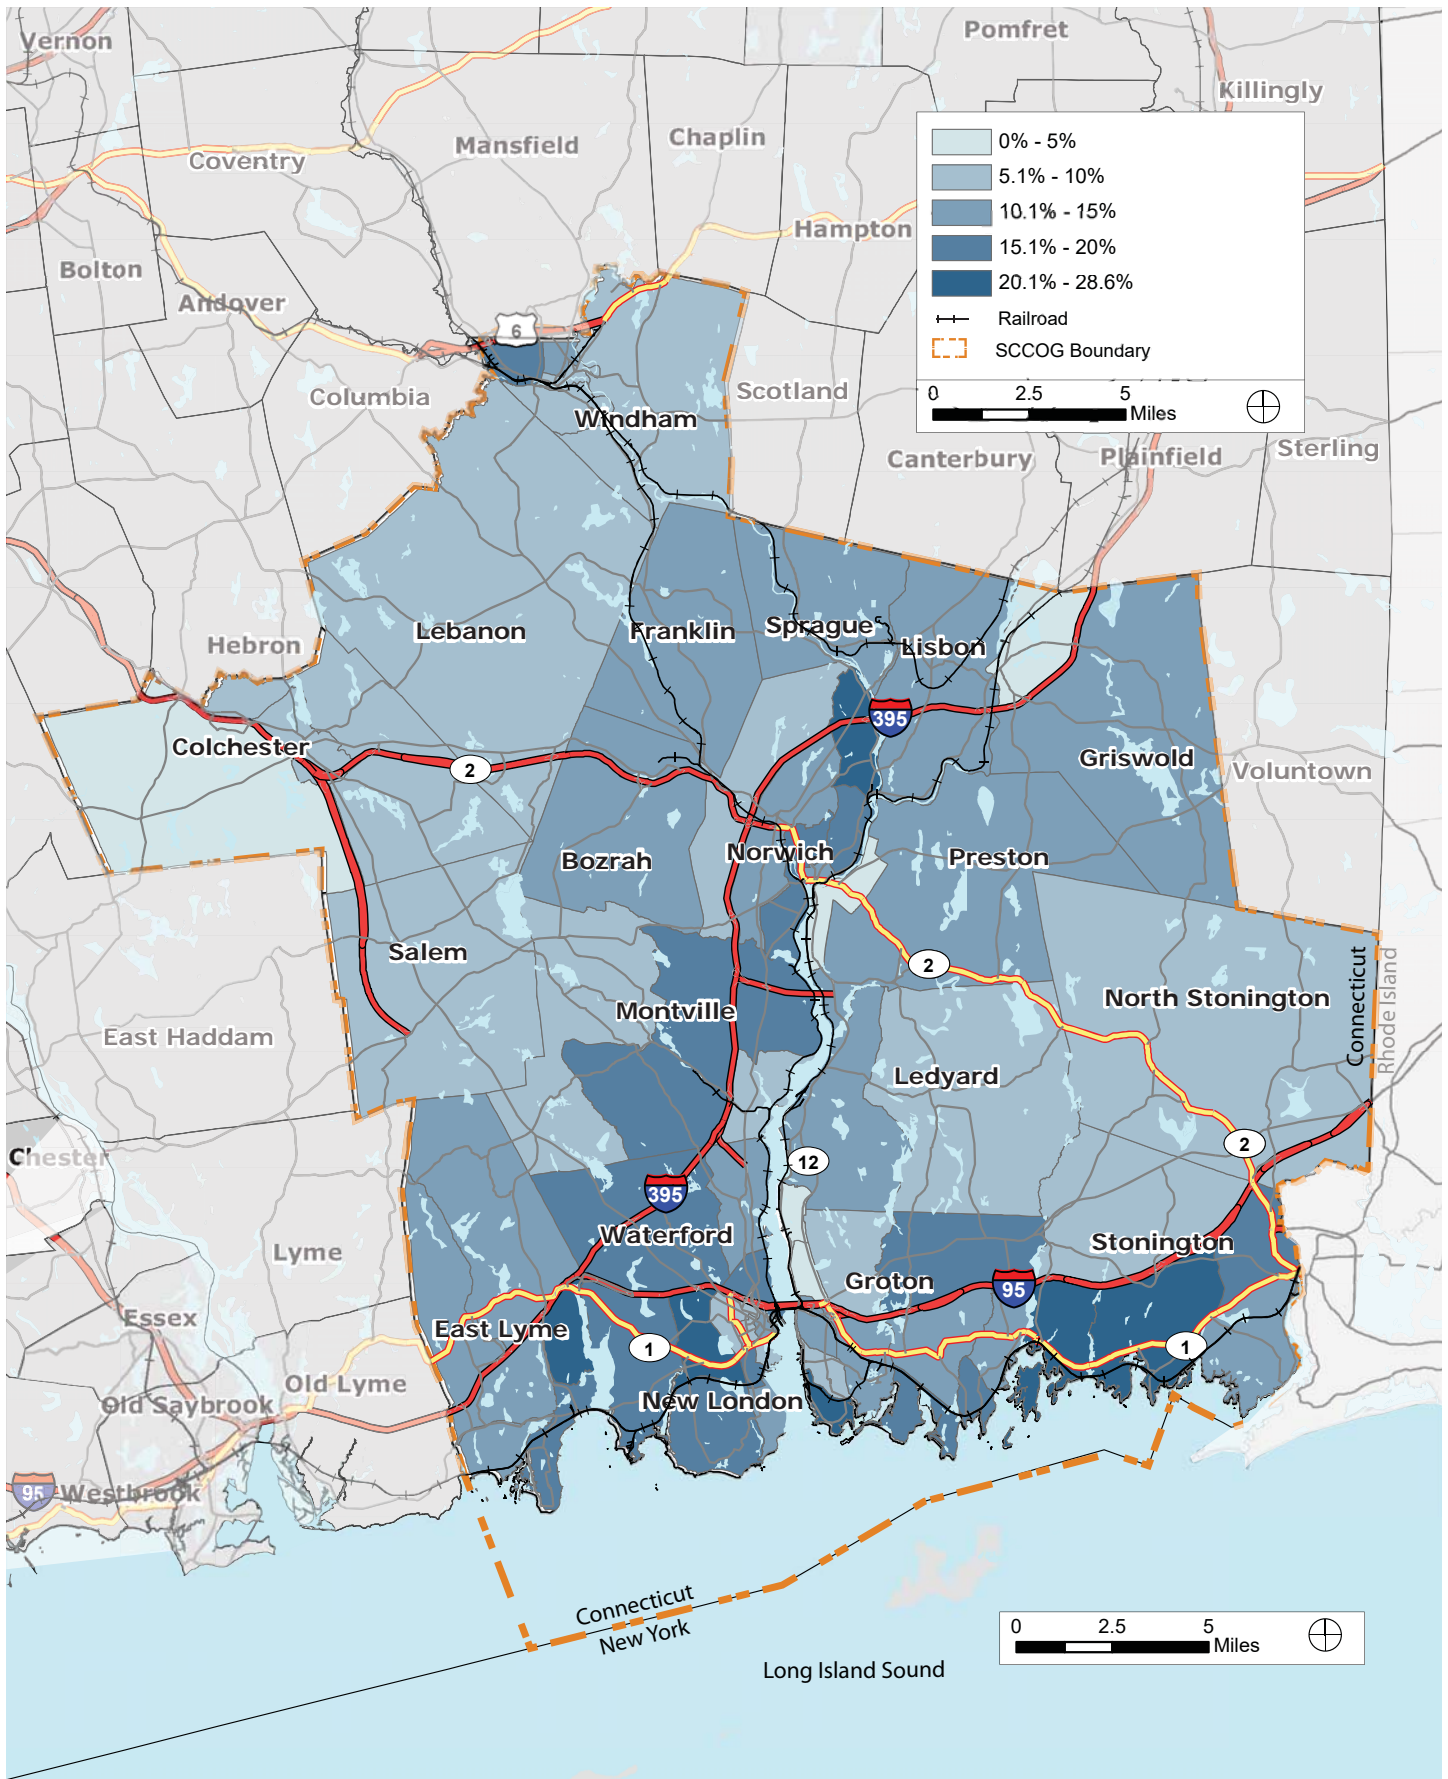 Vernon
Pomfret
Killingly
Mansfield
Chaplin
Coventry
0% - 5%
5.1% - 10%
10.1% - 15%
15.1% - 20%
20.1% - 28.6%
Railroad
SCCOG Boundary
0 2.5 5
Miles
Hampton
Bolton
Andover
6
Columbia
Scotland
Windham
Canterbury
Plainfield
Sterling
Lebanon
Franklin
Sprague
Lisbon
Hebron
395
Colchester
2
Griswold
Voluntown
Bozrah
Norwich
Preston
Salem
2
Montville
North Stonington
Connecticut
Rhode Island
East Haddam
Ledyard
Chester
12
2
395
Waterford
Stonington
Lyme
Groton
95
Essex
East Lyme
1
1
Old Lyme
Old Saybrook
New London
95
Westbrook
Connecticut
New York
0 2.5 5
Miles
Long Island Sound